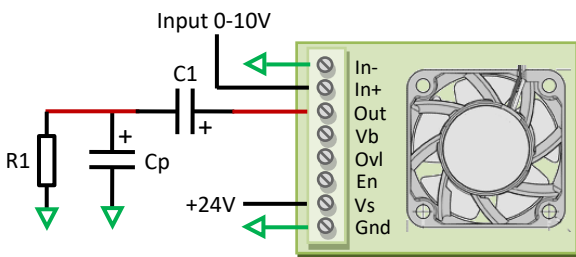 Input 0-10V
C1
+
R1
+
Cp
+24V
In-
In+
Out
Vb
Ovl
En
Vs
Gnd